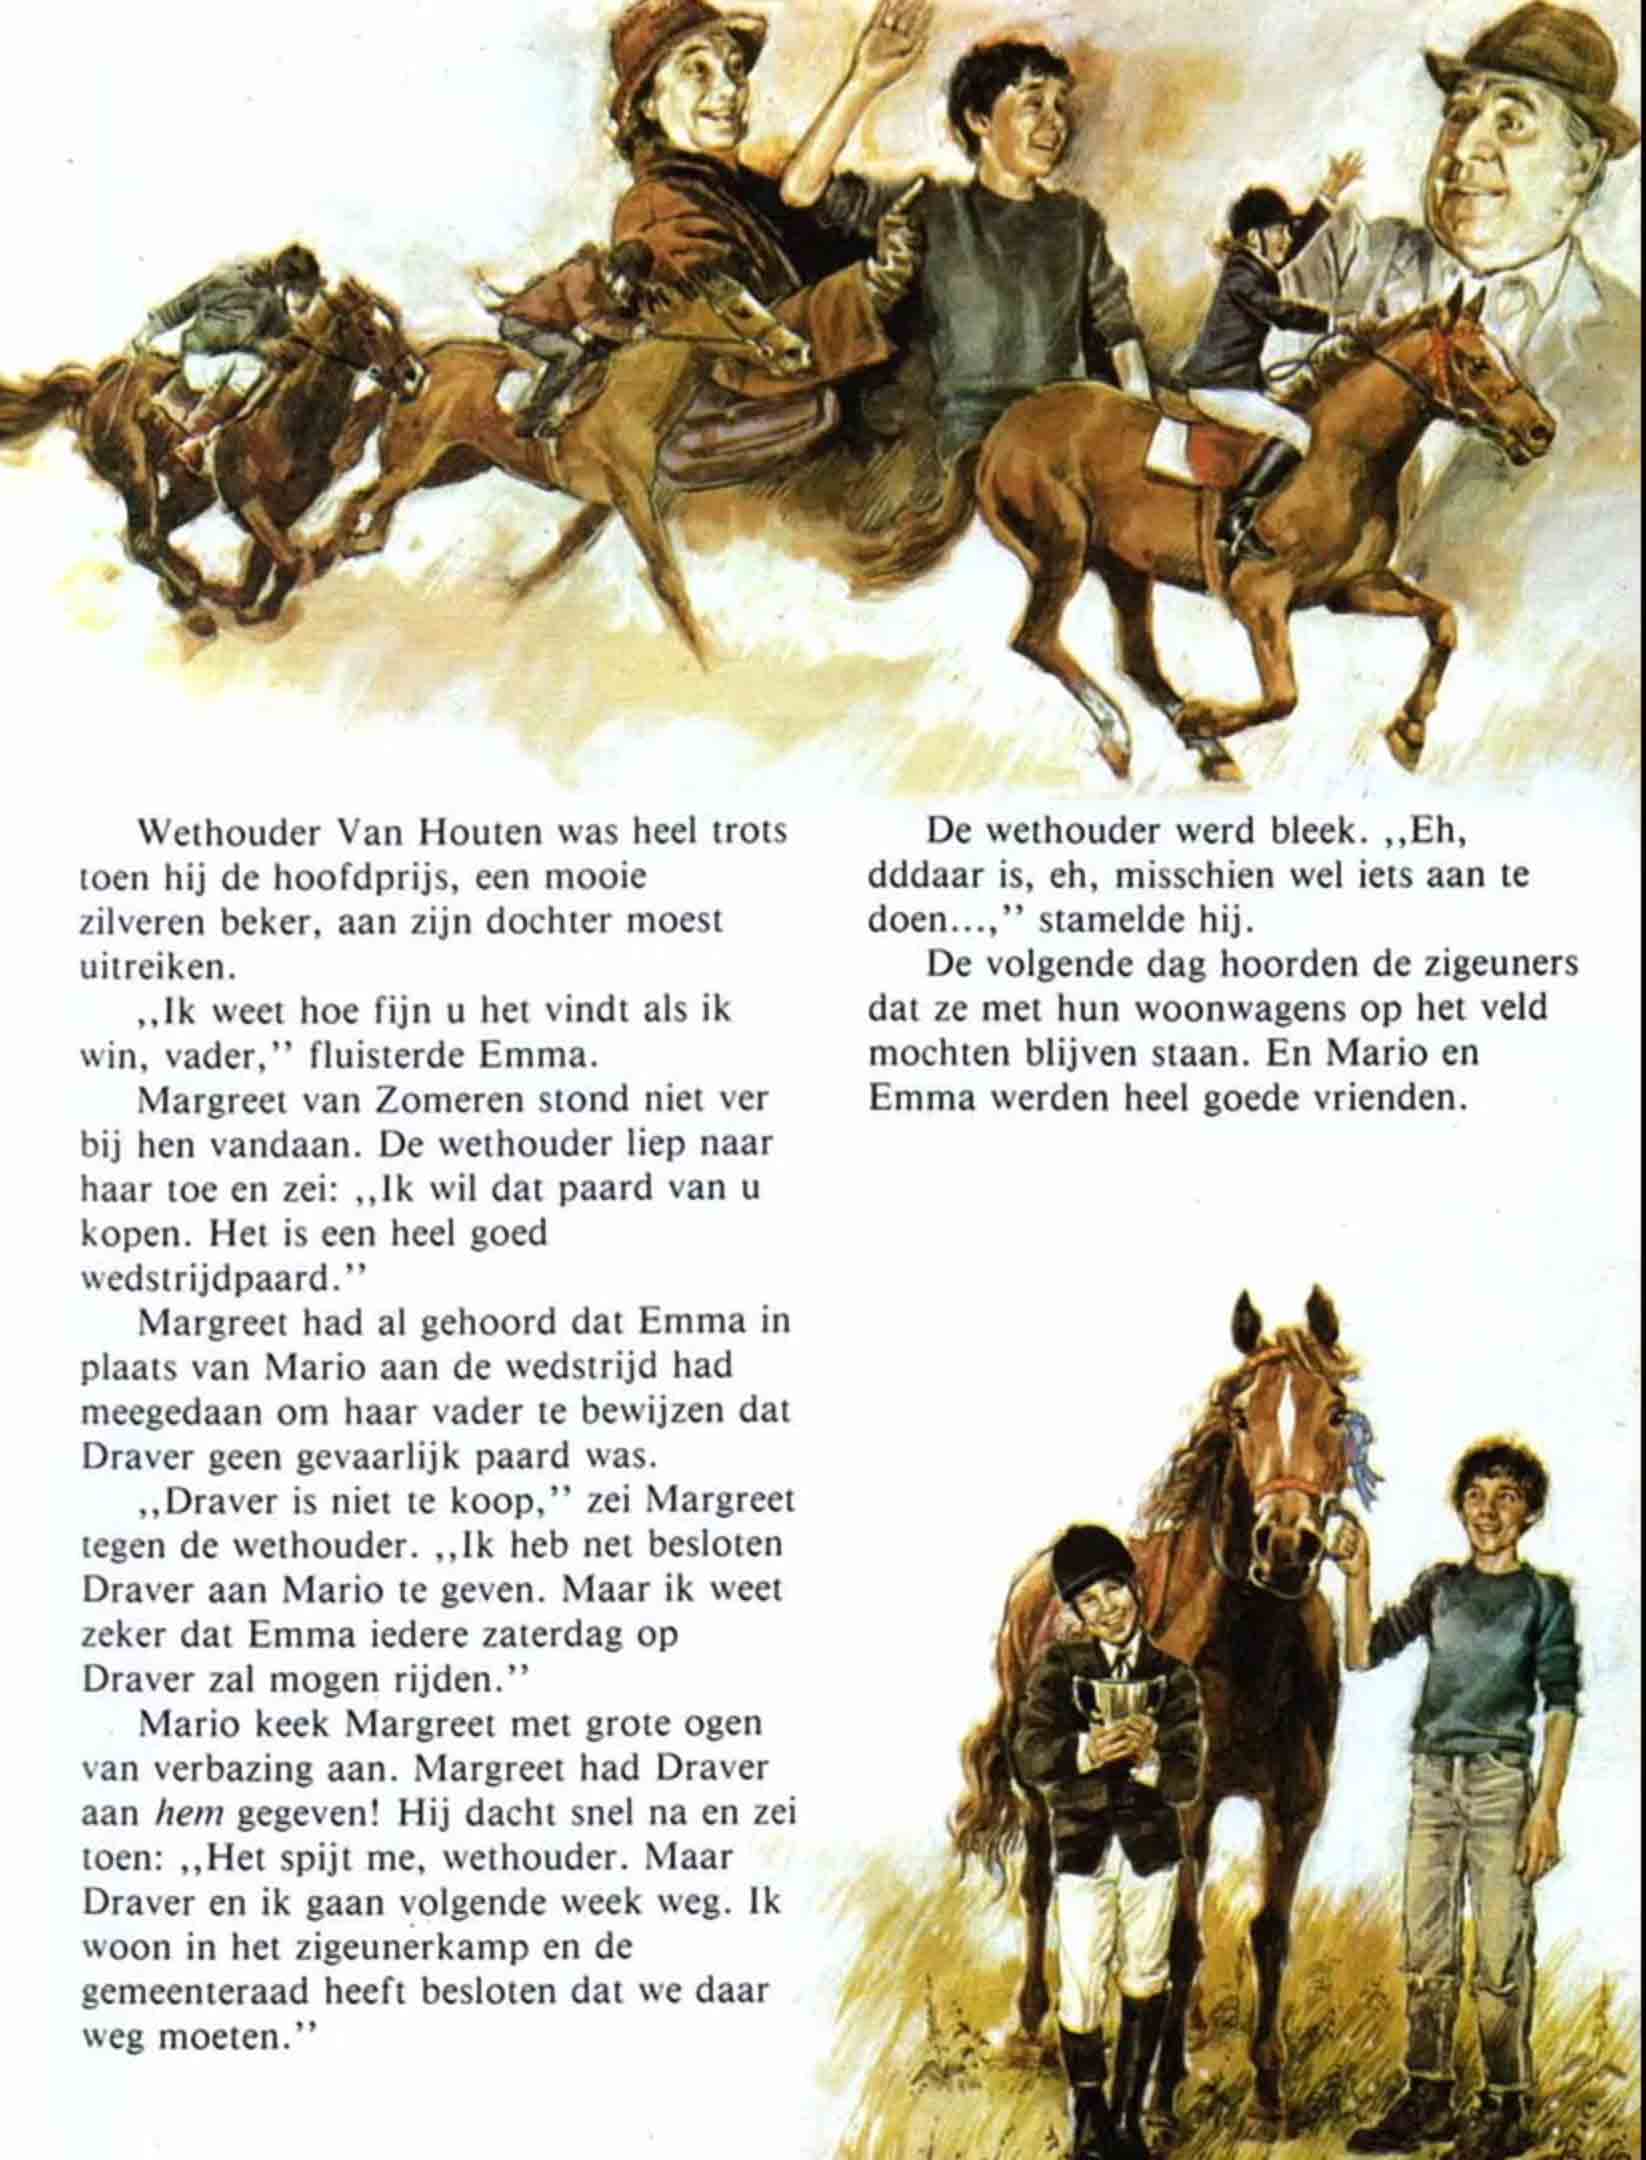 Wethouder Van Houten was heel trots
toen hij de hoofdprijs, een mooie
zilveren beker, aan zijn dochter moest
uitreiken.
,,Ik weet hoe fijn u het vindt als ik
win, vader,’’ fluisterde Emma.
Margreet van Zomeren stond niet ver
bij hen vandaan. De wethouder liep naar
haar toe en zei: ,,Ik wil dat paard van u
kopen. Het is een heel goed
wedstrijdpaard.’’
Margreet had al gehoord dat Emma in
plaats van Mario aan de wedstrijd had
meegedaan om haar vader te bewijzen dat
Draver geen gevaarlijk paard was.
,,Draver is niet te koop,’’ zei Margreet
tegen de wethouder. ,,Ik heb net besloten
Draver aan Mario te geven. Maar ik weet
zeker dat Emma iedere zaterdag op
Draver zal mogen rijden.’’
Mario keek Margreet met grote ogen
van verbazing aan. Margreet had Draver
aan hem gegeven! Hij dacht snel na en zei
toen: ,,Het spijt me, wethouder. Maar
Draver en ik gaan volgende week weg. Ik
woon in het zigeunerkamp en de
gemeenteraad heeft besloten dat we daar
weg moeten.’’
De wethouder werd bleek. ,,Eh,
dddaar is, eh, misschien wel iets aan te
doen...,’’ stamelde hij.
De volgende dag hoorden de zigeuners
dat ze met hun woonwagens op het veld
mochten blijven staan. En Mario en
Emma werden heel goede vrienden.